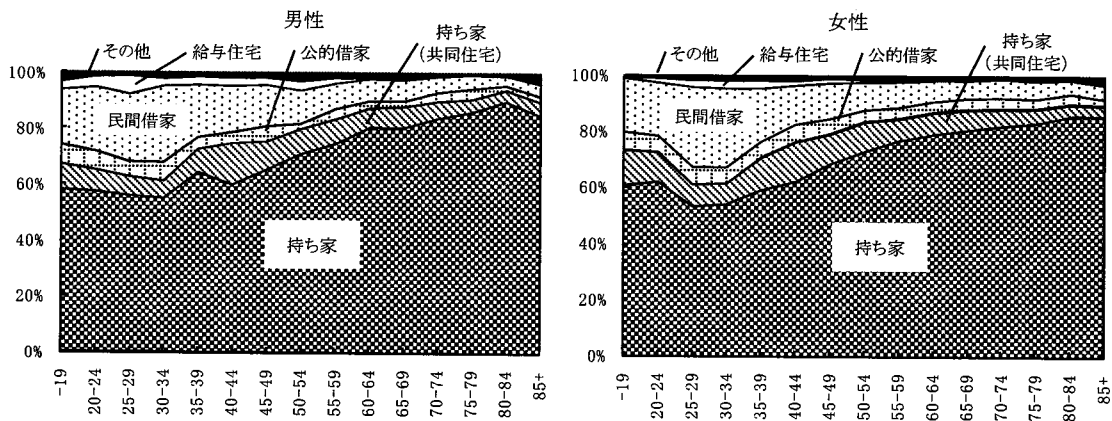 男性
その他
給与住宅
公的借家
持ち家
(共同住宅)
100%
80%
60%
40%
20%
0%
民間借家
持ち家
-19
20-24
25-29
30-34
35-39
40-44
45-49
50-54
55-59
60-64
65-69
70-74
75-79
80-84
85+
女性
その他
給与住宅
公的借家
持ち家
(共同住宅)
100%
80%
60%
40%
20%
0%
民間借家
持ち家
-19
20-24
25-29
30-34
35-39
40-44
45-49
50-54
55-59
60-64
65-69
70-74
75-79
80-84
85+